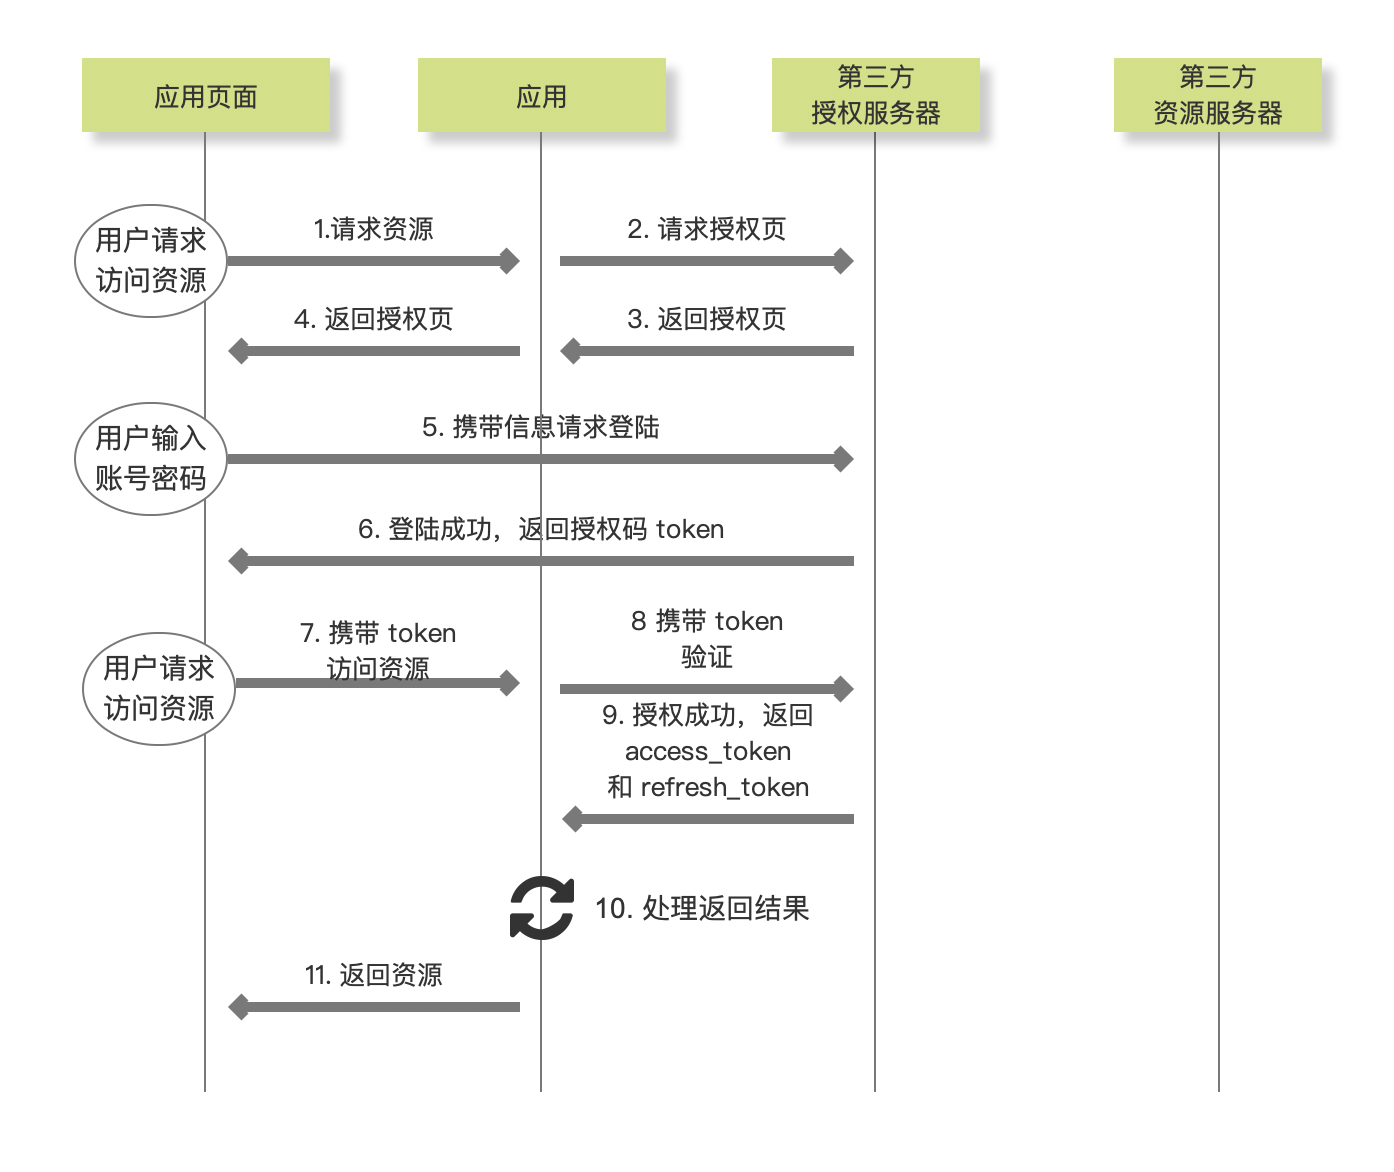 应用页面
应用
第三方
授权服务器
第三方
资源服务器
用户请求
访问资源
1.请求资源
2. 请求授权页
4. 返回授权页
3. 返回授权页
用户输入
账号密码
5. 携带信息请求登陆
6. 登陆成功，返回授权码 token
用户请求
访问资源
7. 携带 token
访问资源
8 携带 token
验证
9. 授权成功，返回
access_token
和 refresh_token
10. 处理返回结果
11. 返回资源